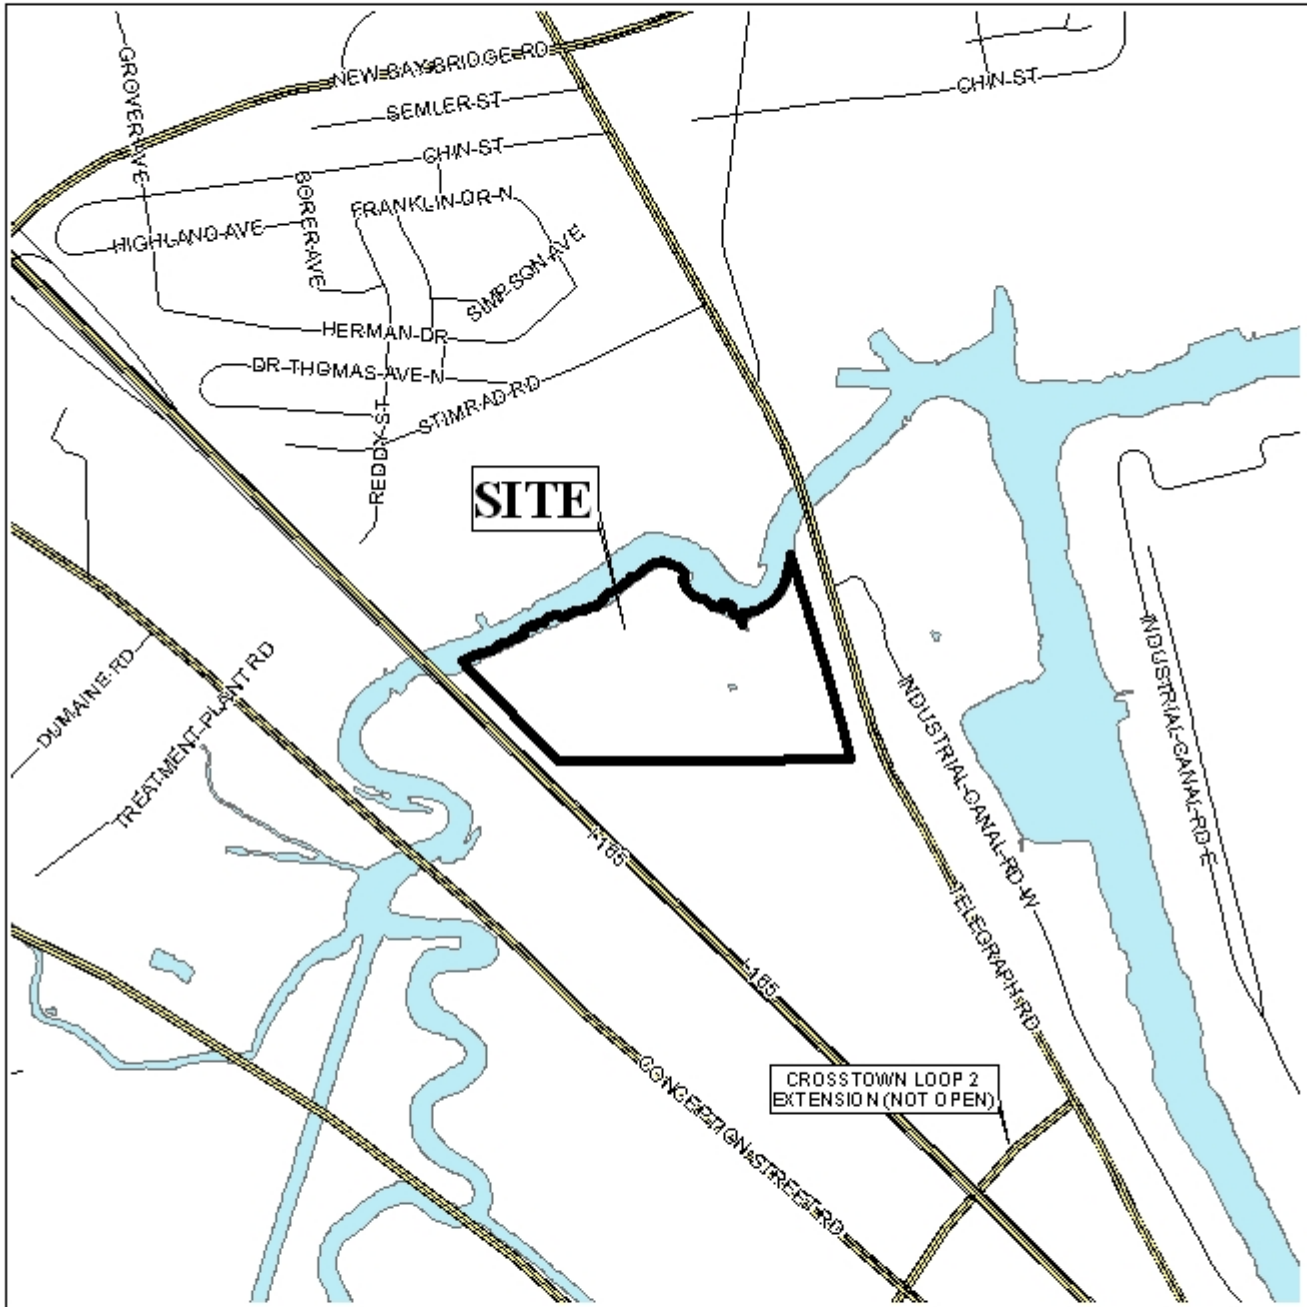 NEW BAY BRIDGE RD
GROVER AVE
SEMLER ST
CHIN ST
CHIN ST
BORER AVE
FRANKLIN DR N
HIGHLAND AVE
SIMPSON AVE
HERMAN DR
DR THOMAS AVE N
STIMRAD RD
REDDY ST
SITE
DUMAINE RD
TREATMENT PLANT RD
INDUSTRIAL CANAL RD W
INDUSTRIAL CANAL RD E
I-165
TELEGRAPH RD
I-165
CONCEPTION STREET RD
CROSSTOWN LOOP 2
EXTENSION (NOT OPEN)